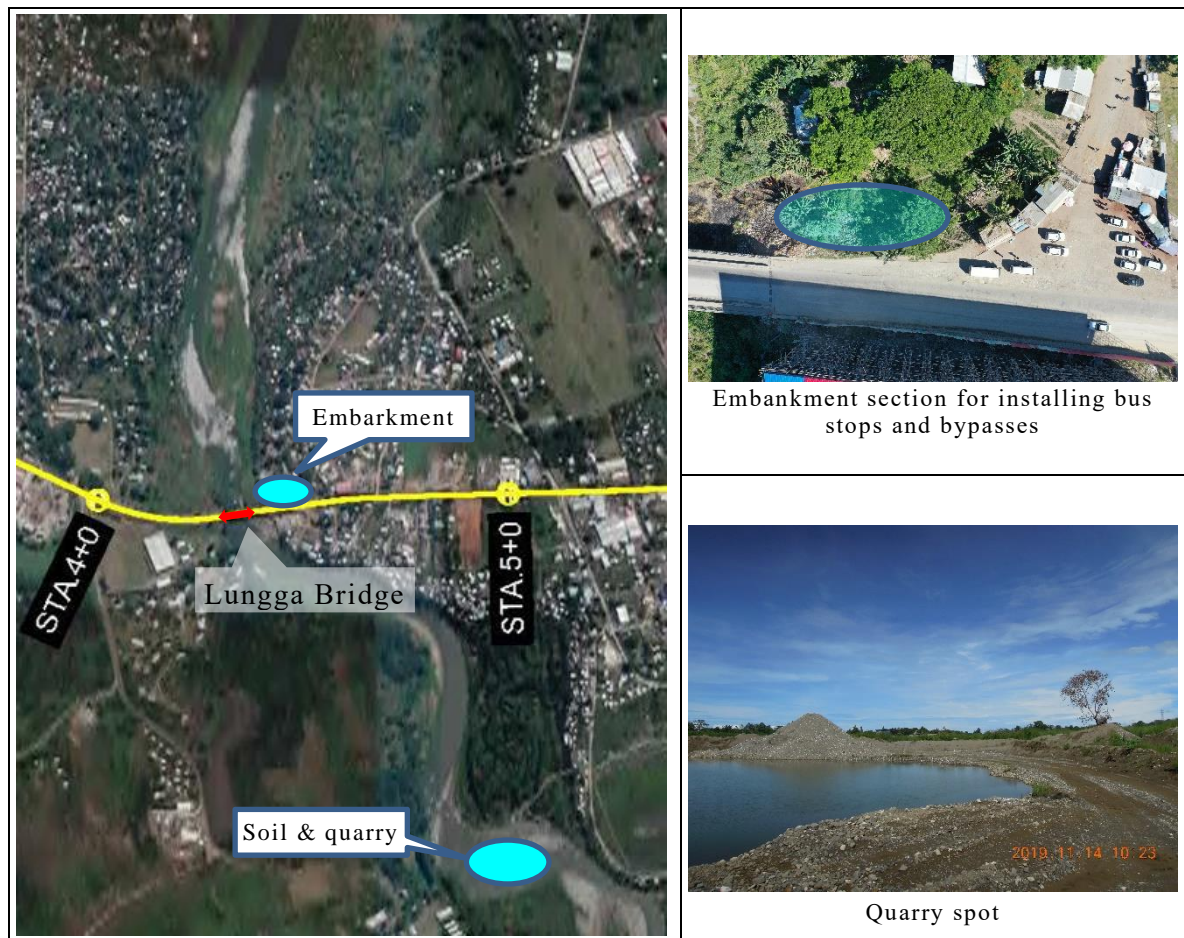 Embarkment
Lungga Bridge
STA.4+0
STA.5+0
Soil & quarry
Embankment section for installing bus
stops and bypasses
2019 11 14 10 23
Quarry spot